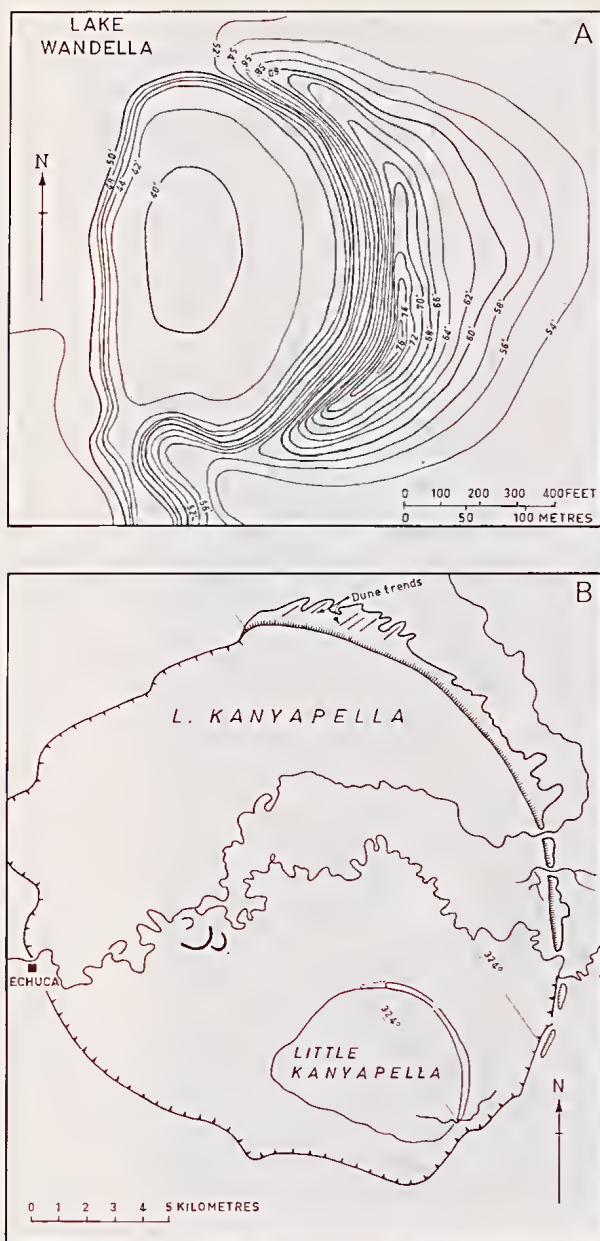 LAKE
WANDELLA
A
N
52'
54'
56'
58'
60
48'
50'
44'
42'
40'
76'
74'
72'
70'
68'
66'
64'
62'
60'
58'
56'
54'
52'
56'
0 100 200 300 400 FEET
0 50 100 METRES
B
Dune trends
L. KANYAPELLA
ECHUCA
324°
324°
LITTLE
KANYAPELLA
N
0 1 2 3 4 5 KILOMETRES